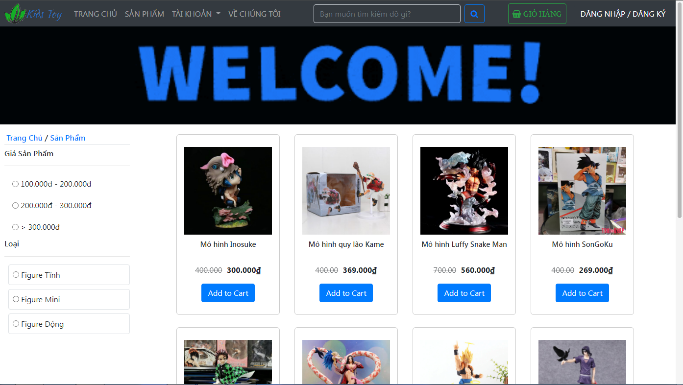 Kids Toy
TRANG CHỦ
SẢN PHẨM
TÀI KHOẢN
VỀ CHÚNG TÔI
Bạn muốn tìm kiếm đồ gì?
GIỎ HÀNG
ĐĂNG NHẬP / ĐĂNG KÝ
WELCOME!
Trang Chủ / Sản Phẩm
Giá Sản Phẩm
100.000đ - 200.000đ
200.000đ - 300.000đ
> 300.000đ
Loại
Figure Tĩnh
Figure Mini
Figure Động
Mô hình Inosuke
400.000 300.000₫
Add to Cart
Mô hình quy lão Kame
400.00 369.000₫
Add to Cart
Mô hình Luffy Snake Man
700.00 560.000₫
Add to Cart
Mô hình SonGoKu
400.00 269.000₫
Add to Cart